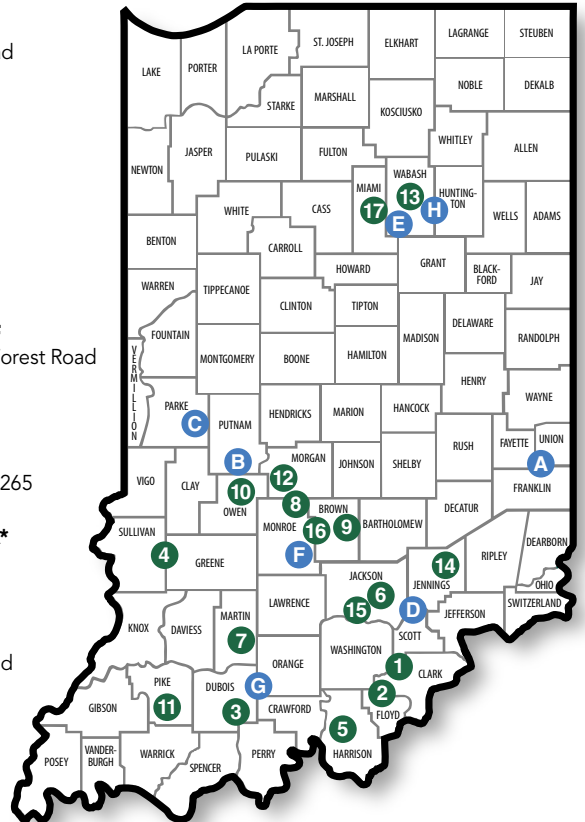 d
LA PORTE
ST. JOSEPH
ELKHART
LAGRANGE
STEUBEN
LAKE
PORTER
NOBLE
DEKALB
STARKE
MARSHALL
KOSCIUSKO
WHITLEY
ALLEN
NEWTON
JASPER
PULASKI
FULTON
WABASH
MIAMI
HUNTING-
TON
13
17
H
E
WELLS
ADAMS
WHITE
CASS
BENTON
CARROLL
HOWARD
GRANT
BLACK-
FORD
JAY
WARREN
TIPPECANOE
CLINTON
TIPTON
MADISON
DELAWARE
RANDOLPH
FOUNTAIN
VERMILLION
orest Road
MONTGOMERY
BOONE
HAMILTON
HENRY
WAYNE
PARKE
C
PUTNAM
HENDRICKS
MARION
HANCOCK
RUSH
FAYETTE
UNION
A
FRANKLIN
B
MORGAN
JOHNSON
SHELBY
265
VIGO
CLAY
10
OWEN
12
8
DECATUR
*
SULLIVAN
MONROE
16
BROWN
9
BARTHOLOMEW
DEARBORN
4
GREENE
F
JACKSON
14
JENNINGS
RIPLEY
OHIO
SWITZERLAND
LAWRENCE
15
6
D
JEFFERSON
KNOX
DAVIESS
MARTIN
7
WASHINGTON
SCOTT
d
ORANGE
1
CLARK
PIKE
11
DUBOIS
G
2
GIBSON
3
CRAWFORD
FLOYD
5
HARRISON
POSEY
VANDER-
BURGH
WARRICK
SPENCER
PERRY